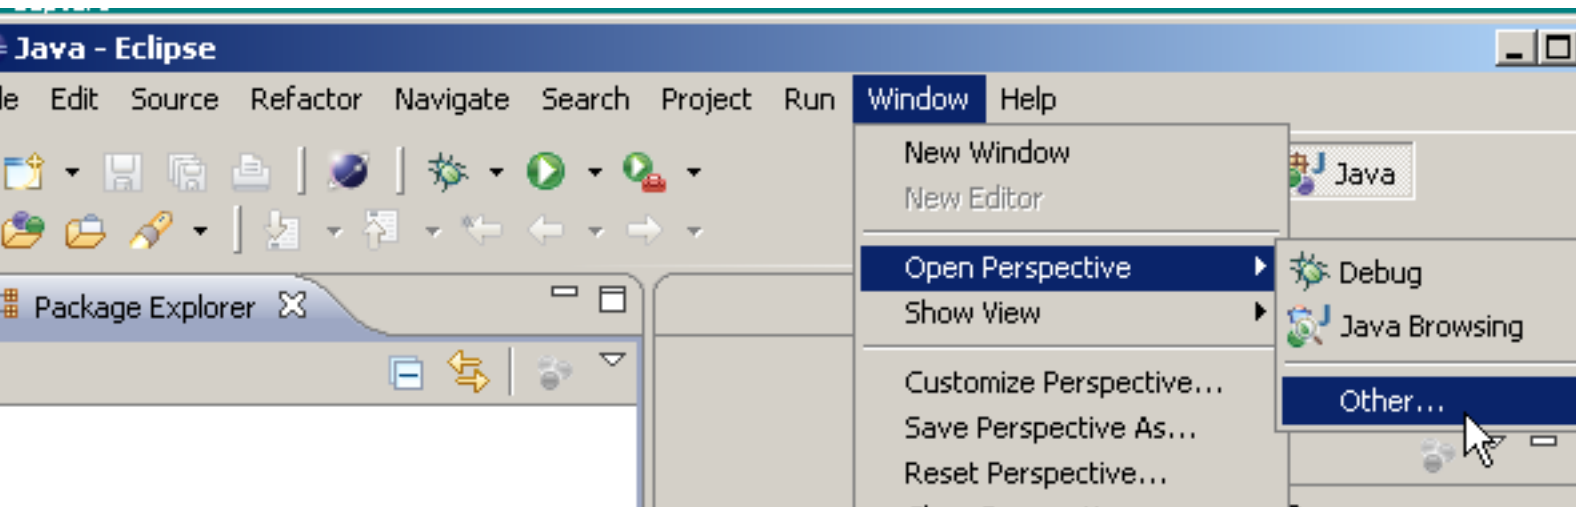 Java - Eclipse
Edit Source Refactor Navigate Search Project Run Window Help
New Window
Java
New Editor
Open Perspective
Debug
Package Explorer
Show View
Java Browsing
Customize Perspective...
Other...
Save Perspective As...
Reset Perspective...